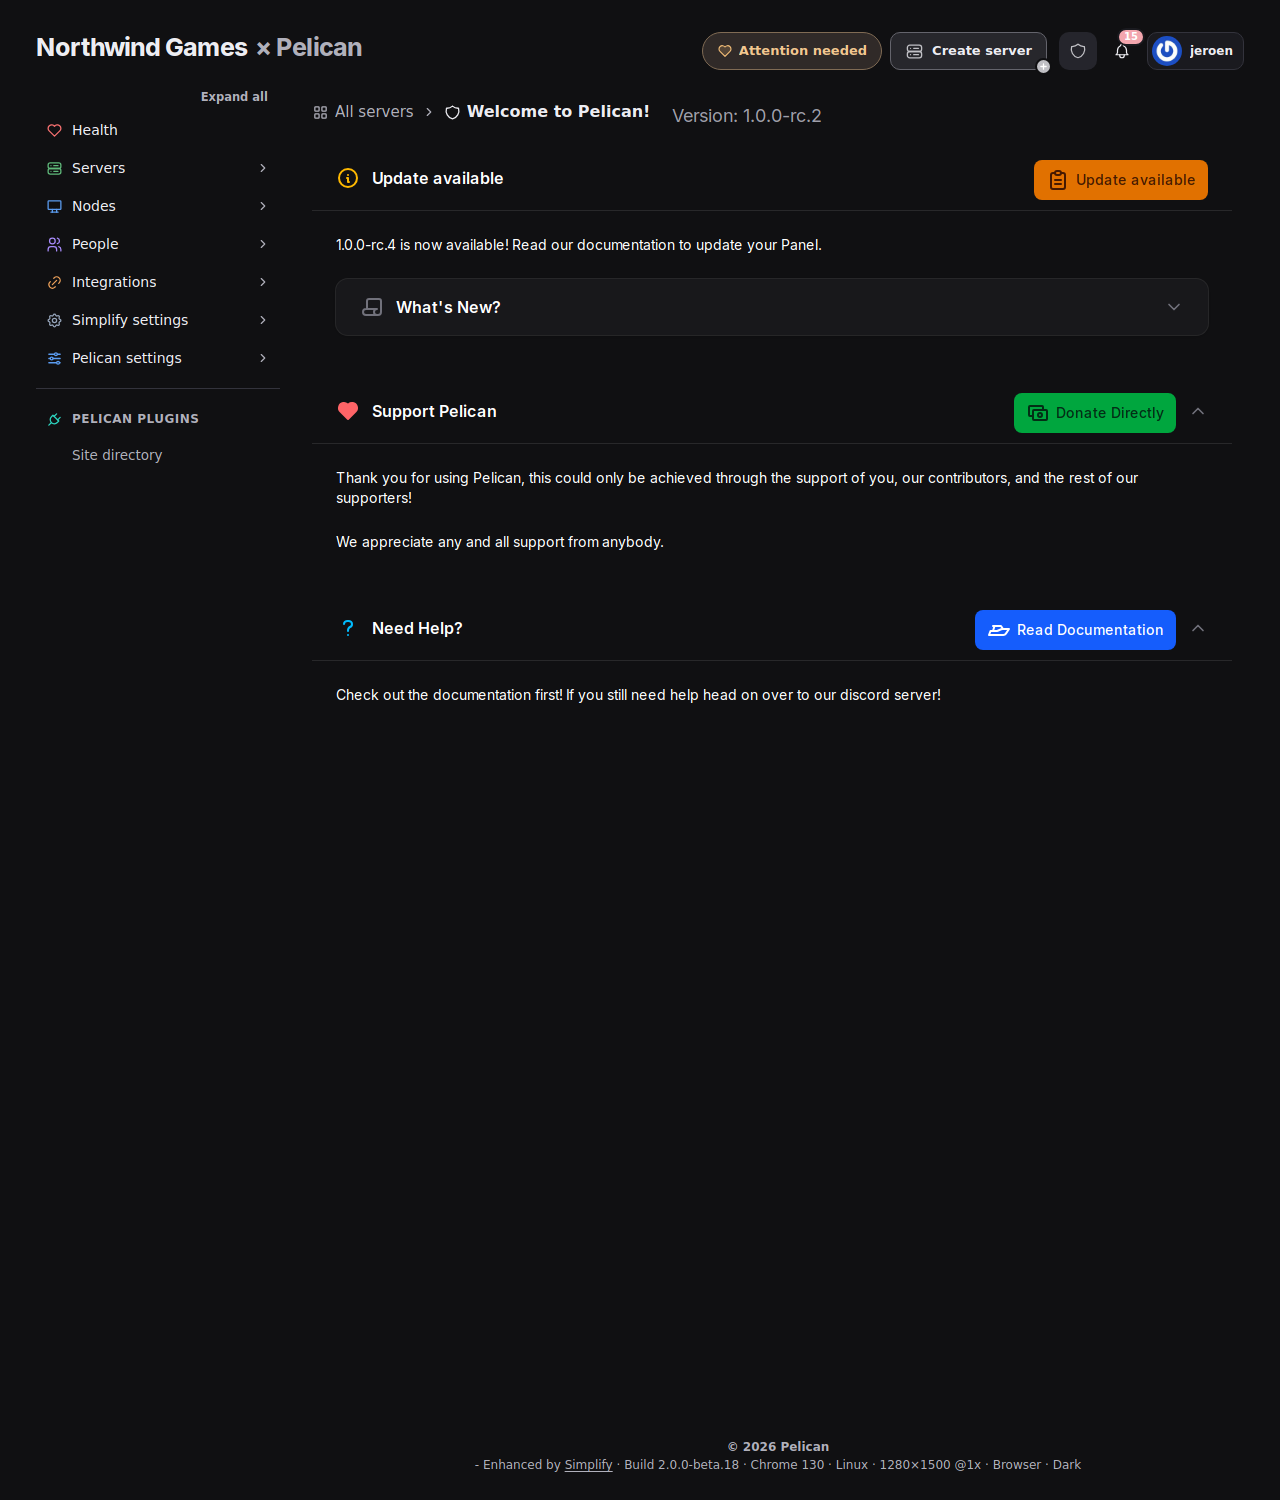 Northwind Games × Pelican
Attention needed
Create server
15
jeroen
Expand all
Health
Servers
Nodes
People
Integrations
Simplify settings
Pelican settings
PELICAN PLUGINS
Site directory
All servers
Welcome to Pelican!
Version: 1.0.0-rc.2
Update available
Update available
1.0.0-rc.4 is now available! Read our documentation to update your Panel.
What's New?
Support Pelican
Donate Directly
Thank you for using Pelican, this could only be achieved through the support of you, our contributors, and the rest of our
supporters!
We appreciate any and all support from anybody.
Need Help?
Read Documentation
Check out the documentation first! If you still need help head on over to our discord server!
© 2026 Pelican
- Enhanced by Simplify · Build 2.0.0-beta.18 · Chrome 130 · Linux · 1280×1500 @1x · Browser · Dark